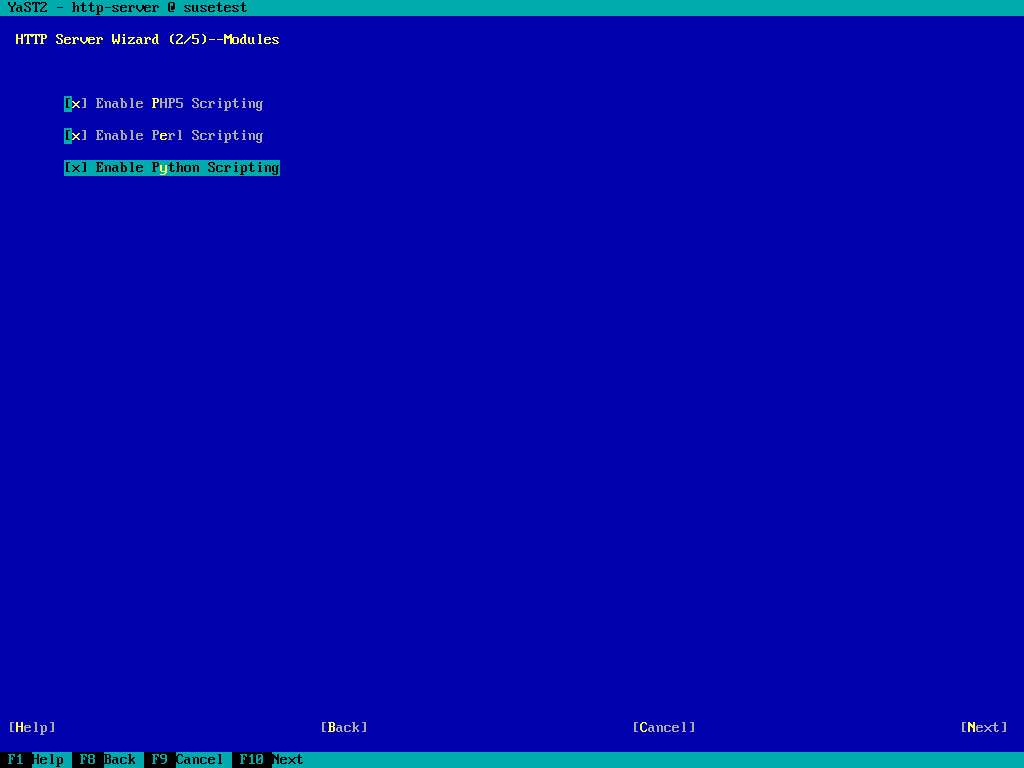 YaST2 - http-server @ susetest
HTTP Server Wizard (2/5)--Modules
[x] Enable PHP5 Scripting
[x] Enable Perl Scripting
[x] Enable Python Scripting
[Help] [Back] [Cancel] [Next]
F1 Help F8 Back F9 Cancel F10 Next